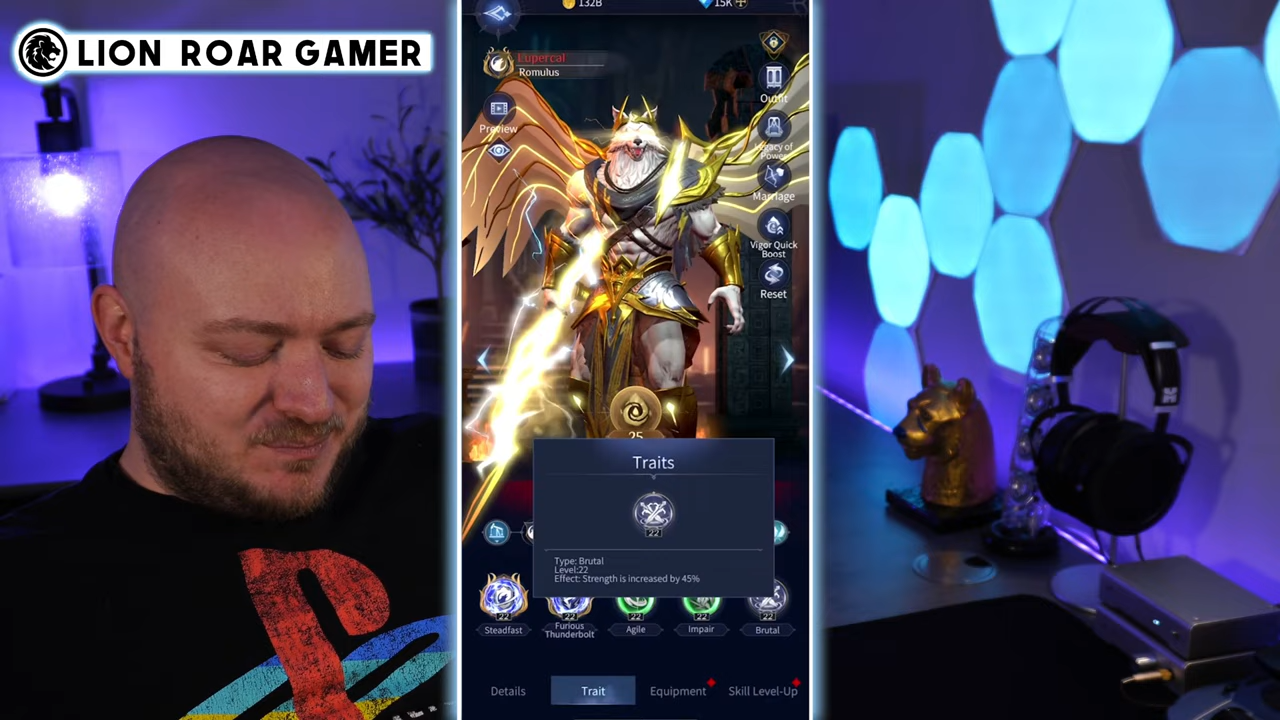 LION ROAR GAMER
132B
15K
Lupercal
Romulus
Outfit
Preview
Legacy of
Power
Marriage
Vigor Quick
Boost
Reset
25
Traits
22
Type: Brutal
Level:22
Effect: Strength is increased by 45%
22
22
22
22
22
Steadfast
Furious
Thunderbolt
Agile
Impair
Brutal
Details
Trait
Equipment
Skill Level-Up